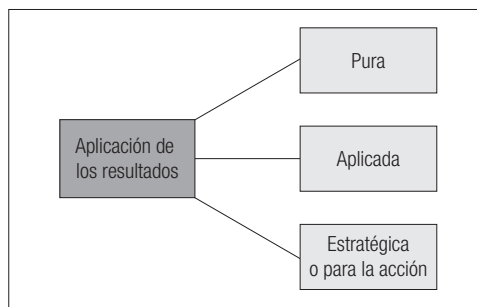 Pura
Aplicación de
los resultados
Aplicada
Estratégica
o para la acción